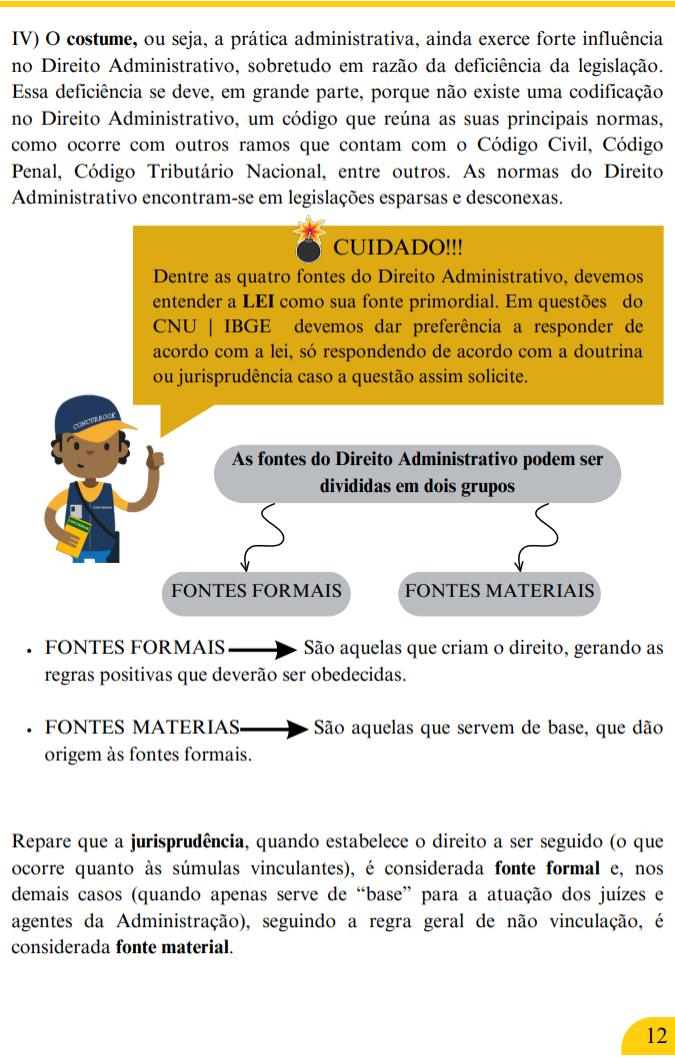 IV) O costume, ou seja, a prática administrativa, ainda exerce forte influência
no Direito Administrativo, sobretudo em razão da deficiência da legislação.
Essa deficiência se deve, em grande parte, porque não existe uma codificação
no Direito Administrativo, um código que reúna as suas principais normas,
como ocorre com outros ramos que contam com o Código Civil, Código
Penal, Código Tributário Nacional, entre outros. As normas do Direito
Administrativo encontram-se em legislações esparsas e desconexas.
CUIDADO!!!
Dentre as quatro fontes do Direito Administrativo, devemos
entender a LEI como sua fonte primordial. Em questões do
CNU | IBGE devemos dar preferência a responder de
acordo com a lei, só respondendo de acordo com a doutrina
ou jurisprudência caso a questão assim solicite.
CONCURBOOK
As fontes do Direito Administrativo podem ser
divididas em dois grupos
FONTES FORMAIS
FONTES MATERIAIS
• FONTES FORMAIS São aquelas que criam o direito, gerando as
regras positivas que deverão ser obedecidas.
• FONTES MATERIAS São aquelas que servem de base, que dão
origem às fontes formais.
Repare que a jurisprudência, quando estabelece o direito a ser seguido (o que
ocorre quanto às súmulas vinculantes), é considerada fonte formal e, nos
demais casos (quando apenas serve de “base” para a atuação dos juízes e
agentes da Administração), seguindo a regra geral de não vinculação, é
considerada fonte material.
12